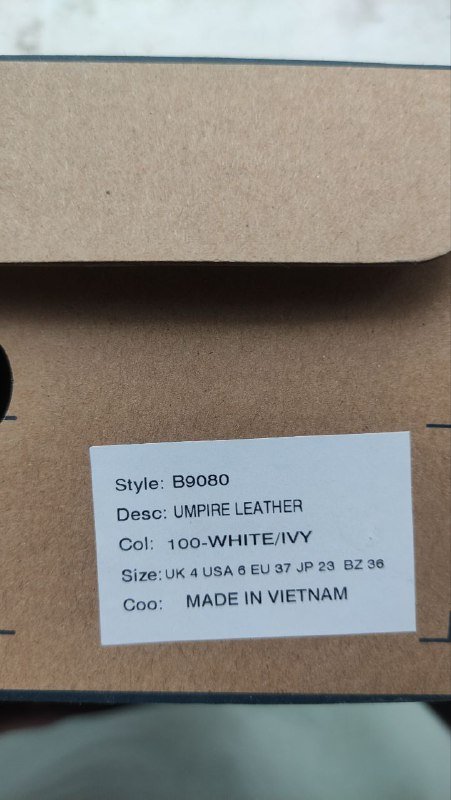 Style: B9080
Desc: UMPIRE LEATHER
Col: 100-WHITE/IVY
Size: UK 4 USA 6 EU 37 JP 23 BZ 36
Coo: MADE IN VIETNAM